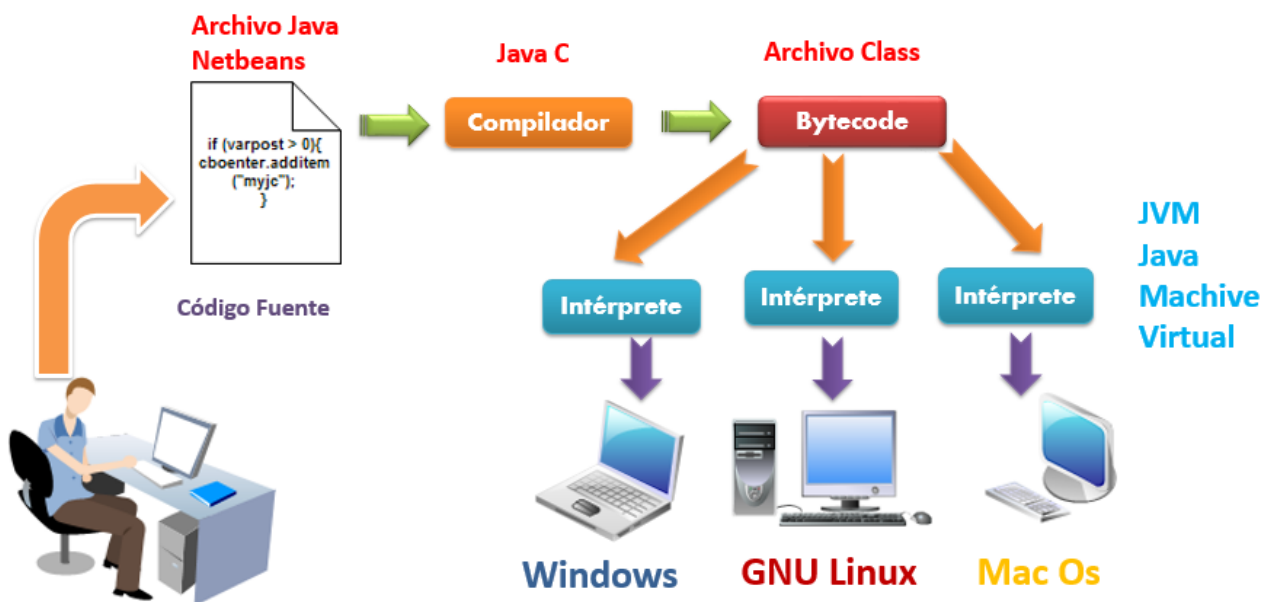 Archivo Java
Netbeans
Java C
Archivo Class
if (varpost > 0){
cboenter.additem
("myjc");
}
Compilador
Bytecode
Código Fuente
Intérprete
Intérprete
Intérprete
JVM
Java
Machive
Virtual
Windows
GNU Linux
Mac Os